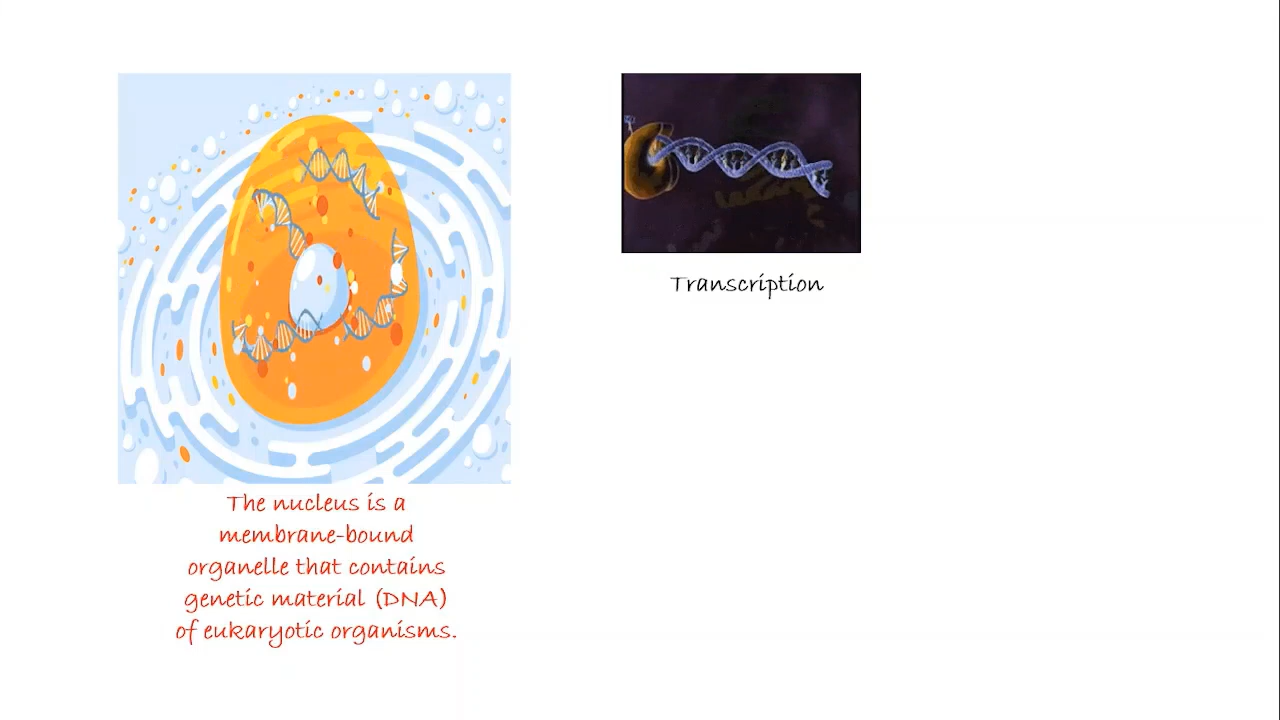 Transcription
The nucleus is a
membrane-bound
organelle that contains
genetic material (DNA)
of eukaryotic organisms.